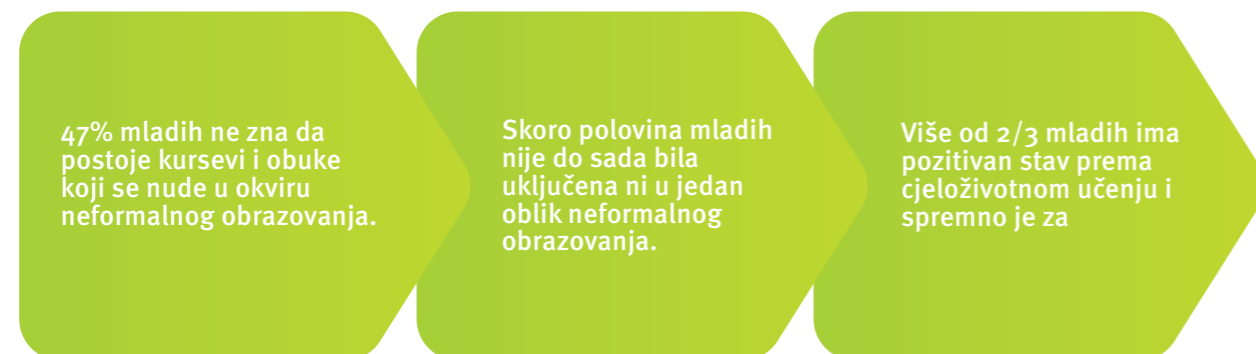 47% mladih ne zna da
postoje kursevi i obuke
koji se nude u okviru
neformalnog obrazovanja.
Skoro polovina mladih
nije do sada bila
uključena ni u jedan
oblik neformalnog
obrazovanja.
Više od 2/3 mladih ima
pozitivan stav prema
cjeloživotnom učenju i
spremno je za